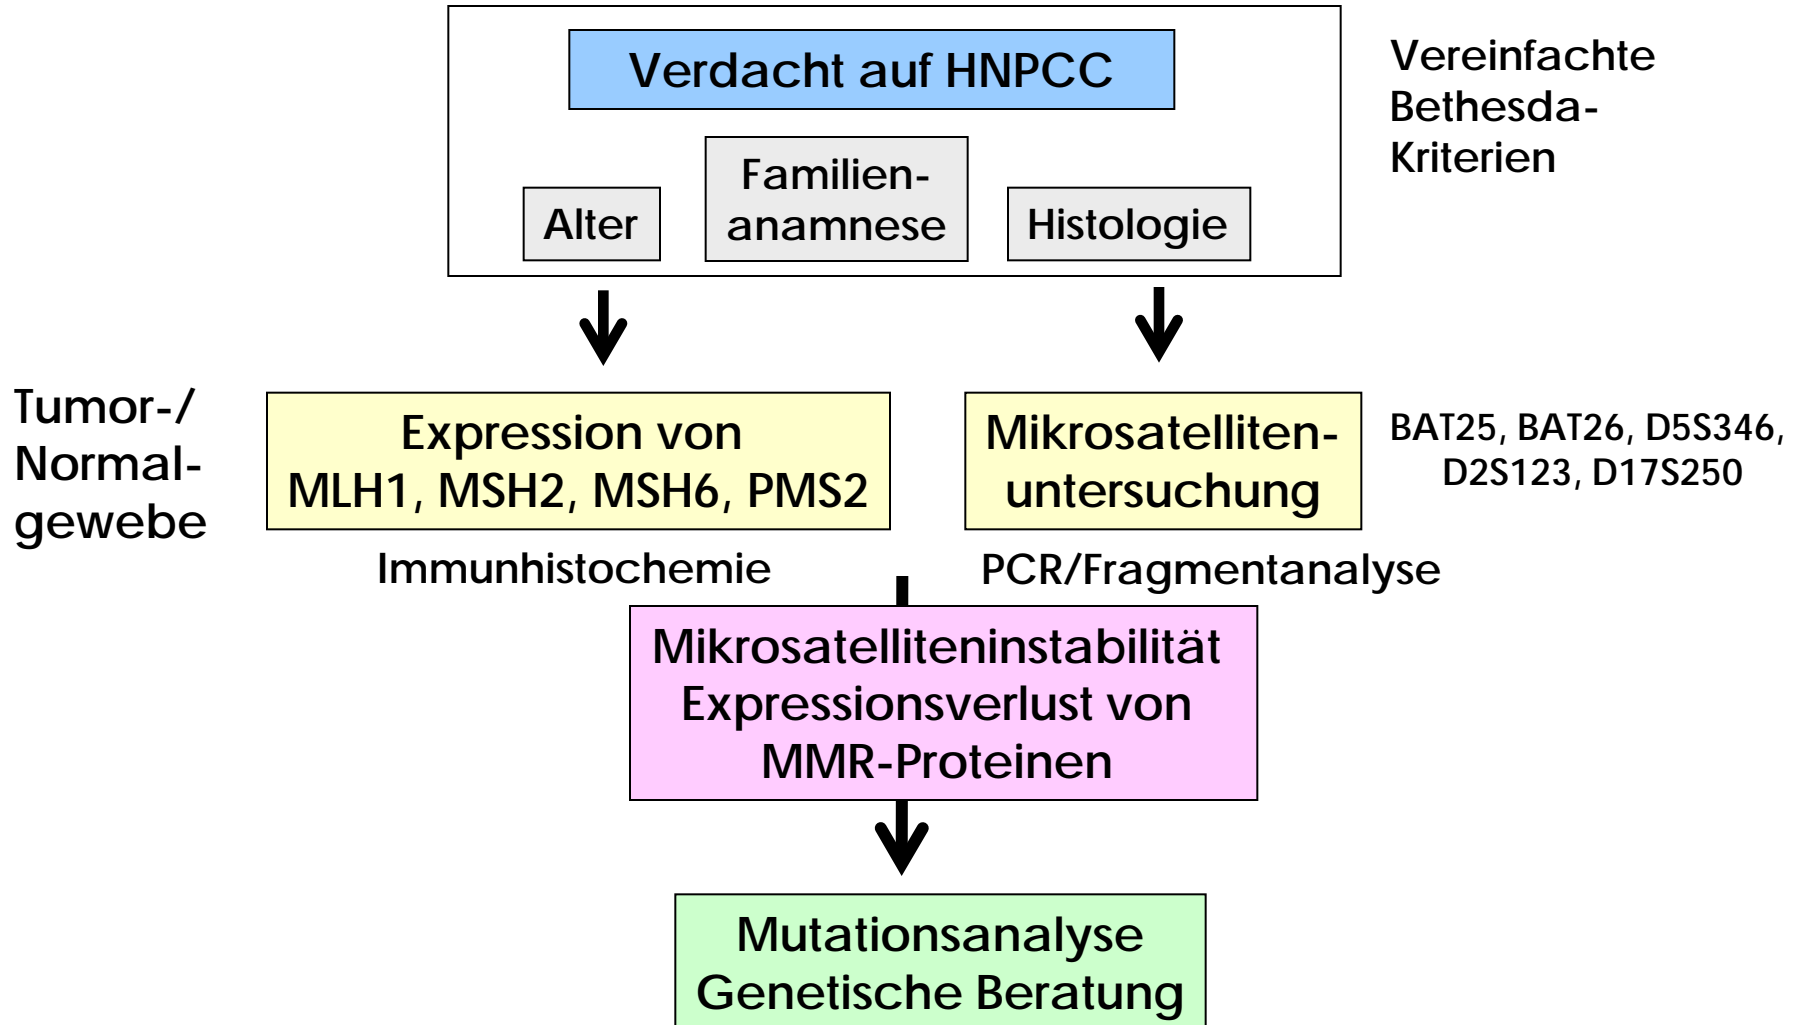 Verdacht auf HNPCC
Vereinfachte
Bethesda-
Kriterien
Alter
Familien-
anamnese
Histologie
Tumor-/
Normal-
gewebe
Expression von
MLH1, MSH2, MSH6, PMS2
Mikrosatelliten-
untersuchung
BAT25, BAT26, D5S346,
D2S123, D17S250
Immunhistochemie
PCR/Fragmentanalyse
Mikrosatelliteninstabilität
Expressionsverlust von
MMR-Proteinen
Mutationsanalyse
Genetische Beratung